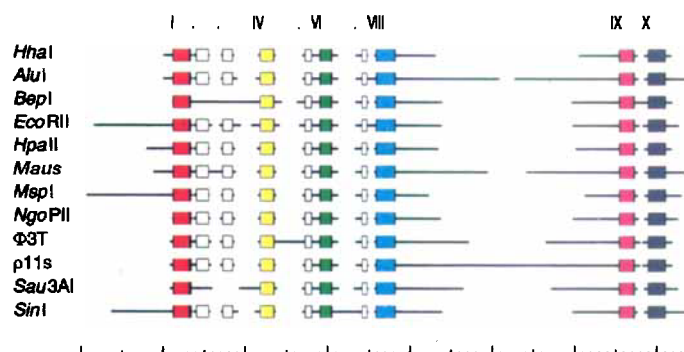 I . . IV . VI . VIII IX X
HhaI
AluI
BepI
EcoRII
HpaII
Maus
MspI
NgoPII
Φ3T
ρ11s
Sau3AI
SinI